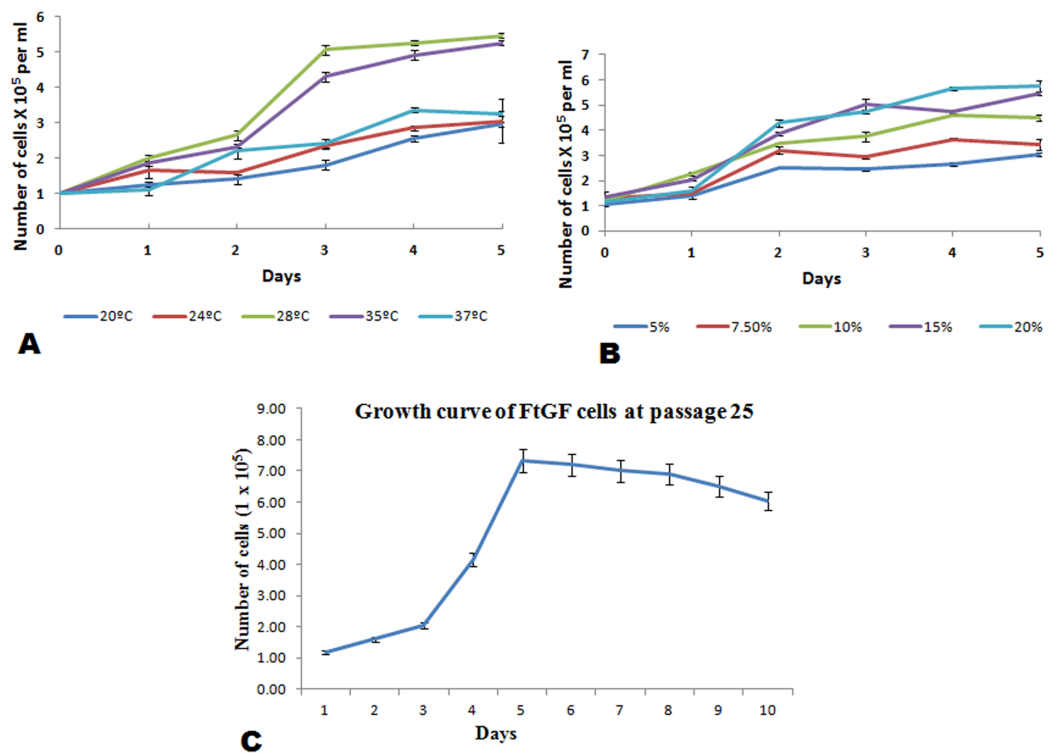 6
5
4
3
2
1
0
Number of cells X 10⁵ per ml
0 1 2 3 4 5
Days
20ºC 24ºC 28ºC 35ºC 37ºC
A
7
6
5
4
3
2
1
0
Number of cells X 10⁵ per ml
0 1 2 3 4 5
Days
5% 7.50% 10% 15% 20%
B
Growth curve of FtGF cells at passage 25
9.00
8.00
7.00
6.00
5.00
4.00
3.00
2.00
1.00
0.00
Number of cells (1 x 10⁵)
1 2 3 4 5 6 7 8 9 10
Days
C